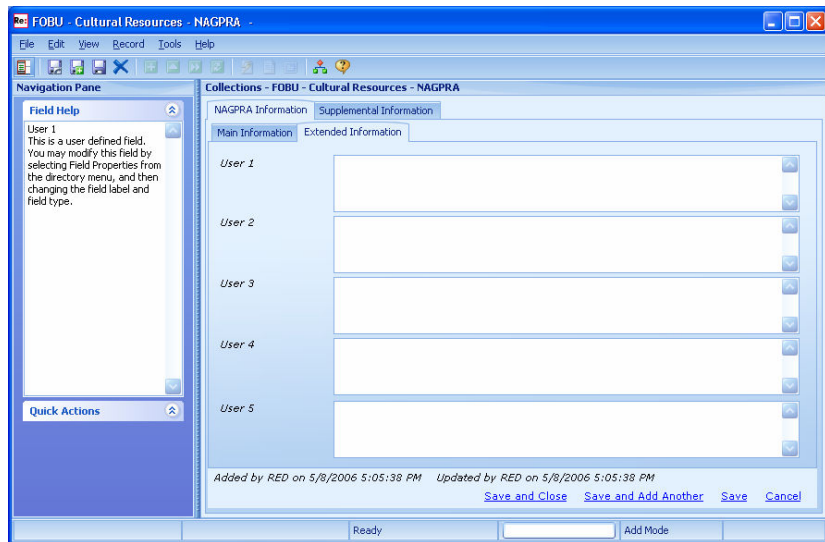 Re: FOBU - Cultural Resources - NAGPRA -
File Edit View Record Tools Help
Navigation Pane
Collections - FOBU - Cultural Resources - NAGPRA
Field Help
NAGPRA Information Supplemental Information
Main Information Extended Information
User 1
This is a user defined field.
You may modify this field by
selecting Field Properties from
the directory menu, and then
changing the field label and
field type.
Quick Actions
User 1
User 2
User 3
User 4
User 5
Added by RED on 5/8/2006 5:05:38 PM Updated by RED on 5/8/2006 5:05:38 PM
Save and Close Save and Add Another Save Cancel
Ready Add Mode